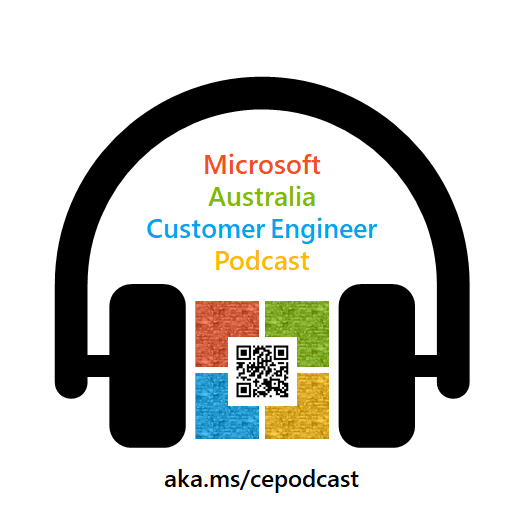 Microsoft
Australia
Customer Engineer
Podcast
aka.ms/cepodcast